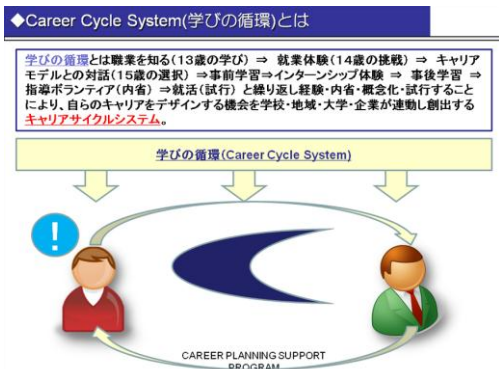 ◆Career Cycle System(学びの循環)とは
学びの循環とは職業を知る(13歳の学び) ⇒ 就業体験(14歳の挑戦) ⇒ キャリア
モデルとの対話(15歳の選択) ⇒事前学習⇒インターンシップ体験 ⇒ 事後学習 ⇒
指導ボランティア(内省) ⇒就活(試行) と繰り返し経験・内省・概念化・試行すること
により、自らのキャリアをデザインする機会を学校・地域・大学・企業が連動し創出する
キャリアサイクルシステム。
学びの循環(Career Cycle System)
!
CAREER PLANNING SUPPORT
PROGRAM